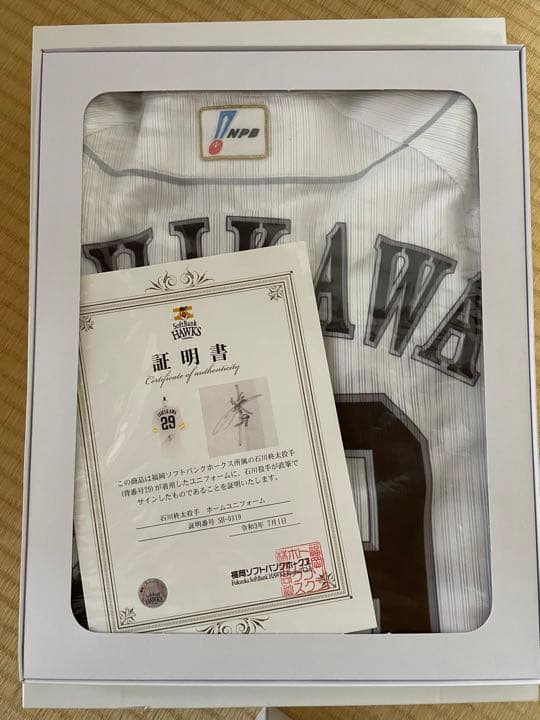 NPB
HIKAWA
SoftBank
HAWKS
証明書
Certificate of authenticity
ISHIKAWA
29
この商品は福岡ソフトバンクホークス所属の石川柊太投手
(背番号29)が着用したユニフォームに、石川投手が直筆で
サインしたものであることを証明いたします。
石川柊太投手 ホームユニフォーム
証明番号 SH-0319 令和3年 7月1日
福岡ソフトバンクホークス
Fukuoka SoftBank HAWKS
HAWKS